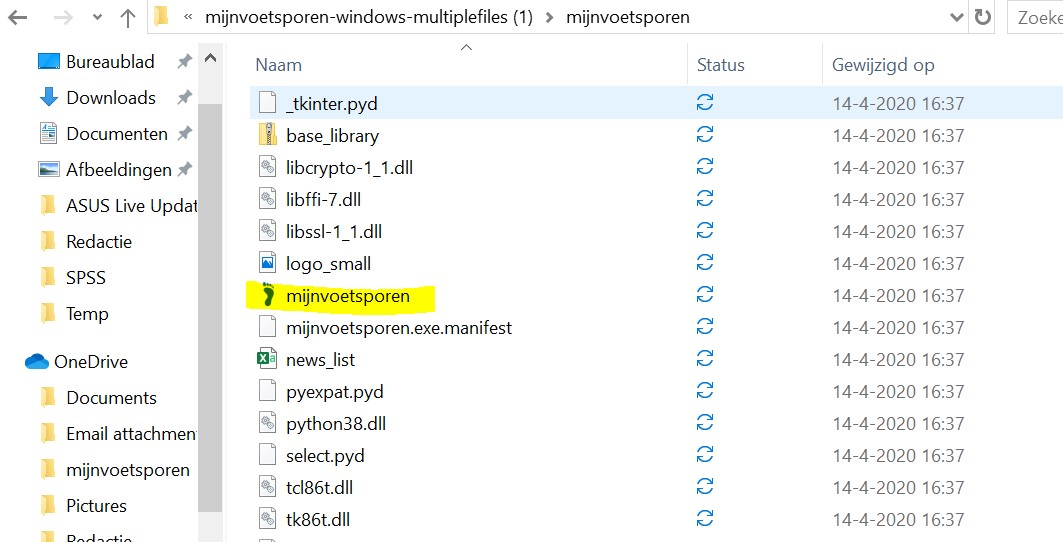 « mijnvoetsporen-windows-multiplefiles (1) > mijnvoetsporen
Zoeke
Naam
Status
Gewijzigd op
Bureaublad
Downloads
Documenten
Afbeeldingen
ASUS Live Updat
Redactie
SPSS
Temp
OneDrive
Documents
Email attachmen
mijnvoetsporen
Pictures
Redactie
_tkinter.pyd 14-4-2020 16:37
base_library 14-4-2020 16:37
libcrypto-1_1.dll 14-4-2020 16:37
libffi-7.dll 14-4-2020 16:37
libssl-1_1.dll 14-4-2020 16:37
logo_small 14-4-2020 16:37
mijnvoetsporen 14-4-2020 16:37
mijnvoetsporen.exe.manifest 14-4-2020 16:37
news_list 14-4-2020 16:37
pyexpat.pyd 14-4-2020 16:37
python38.dll 14-4-2020 16:37
select.pyd 14-4-2020 16:37
tcl86t.dll 14-4-2020 16:37
tk86t.dll 14-4-2020 16:37